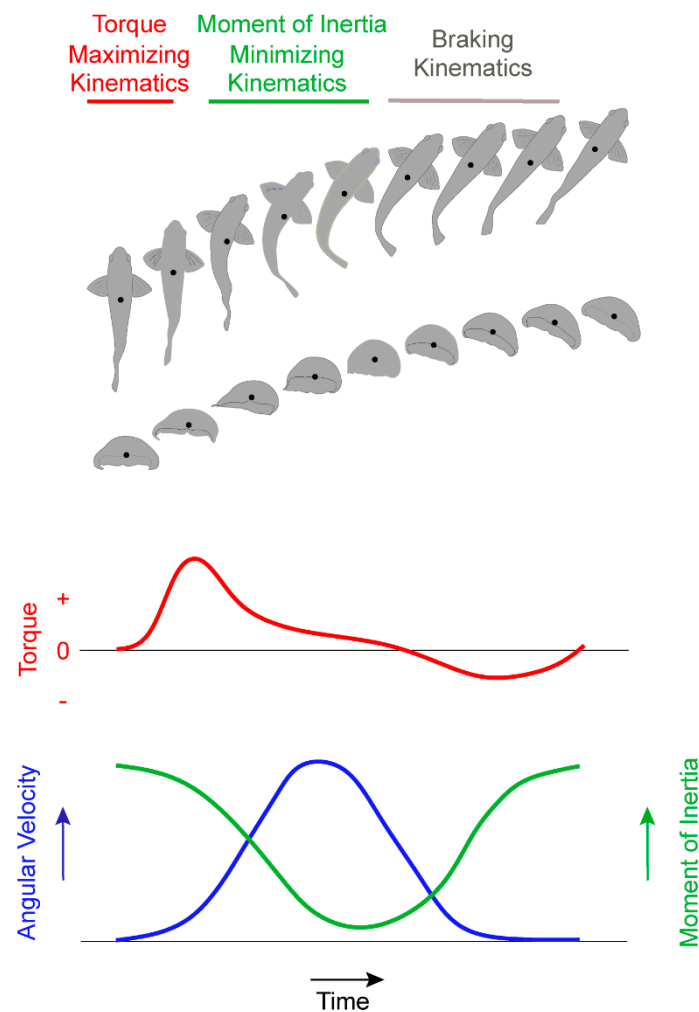 Torque
Maximizing
Kinematics
Moment of Inertia
Minimizing
Kinematics
Braking
Kinematics
Torque
+
0
-
Angular Velocity
Moment of Inertia
Time